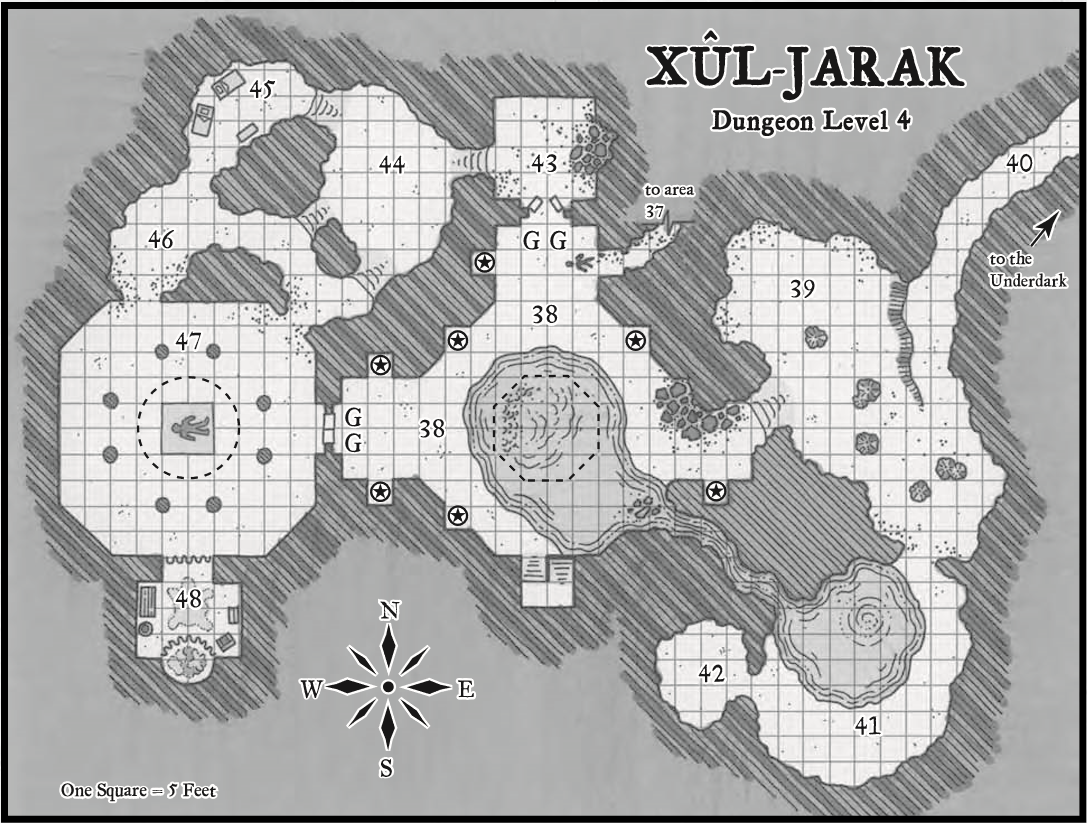 XÛL-JARAK
Dungeon Level 4
45
44
43
40
to area
37
G G
46
to the
Underdark
39
38
47
G
38
G
48
N
W E
S
42
41
One Square = 5 Feet